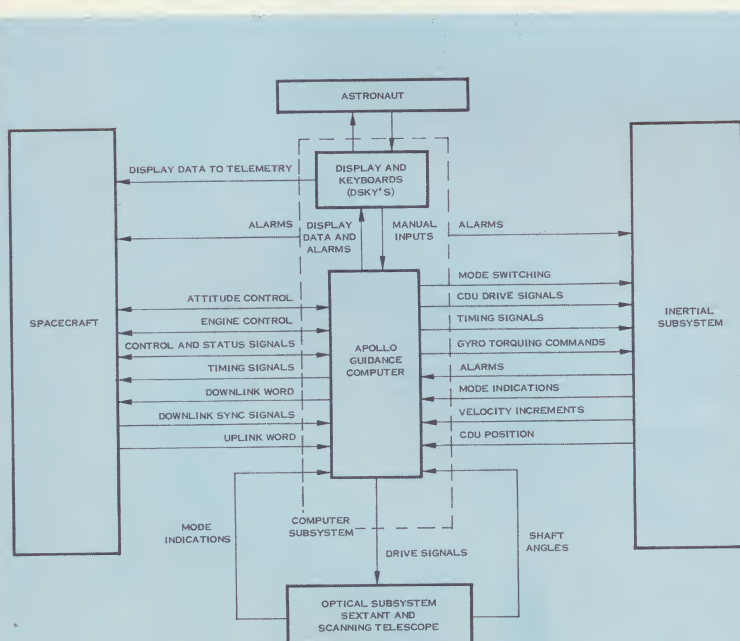 ASTRONAUT
DISPLAY DATA TO TELEMETRY
DISPLAY AND
KEYBOARDS
(DSKY'S)
ALARMS
DISPLAY
DATA AND
ALARMS
MANUAL
INPUTS
ALARMS
SPACECRAFT
ATTITUDE CONTROL
ENGINE CONTROL
CONTROL AND STATUS SIGNALS
TIMING SIGNALS
DOWNLINK WORD
DOWNLINK SYNC SIGNALS
UPLINK WORD
APOLLO
GUIDANCE
COMPUTER
MODE SWITCHING
CDU DRIVE SIGNALS
TIMING SIGNALS
GYRO TORQUING COMMANDS
ALARMS
MODE INDICATIONS
VELOCITY INCREMENTS
CDU POSITION
INERTIAL
SUBSYSTEM
MODE
INDICATIONS
COMPUTER
SUBSYSTEM
DRIVE SIGNALS
SHAFT
ANGLES
OPTICAL SUBSYSTEM
SEXTANT AND
SCANNING TELESCOPE